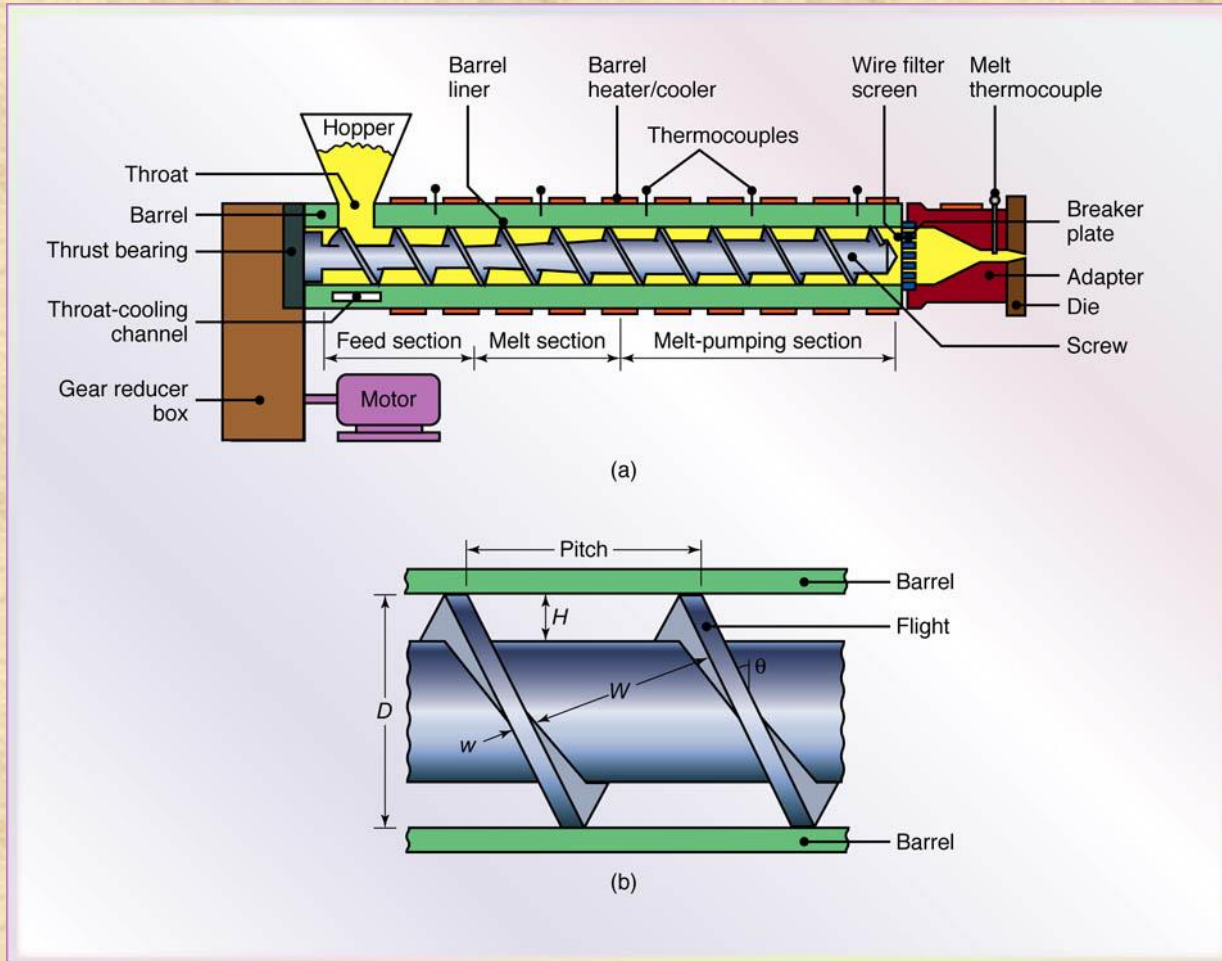 Barrel
liner
Barrel
heater/cooler
Wire filter
screen
Melt
thermocouple
Hopper
Thermocouples
Throat
Barrel
Thrust bearing
Throat-cooling
channel
Gear reducer
box
Breaker
plate
Adapter
Die
Screw
Feed section
Melt section
Melt-pumping section
Motor
(a)
Pitch
Barrel
H
Flight
θ
W
D
w
Barrel
(b)